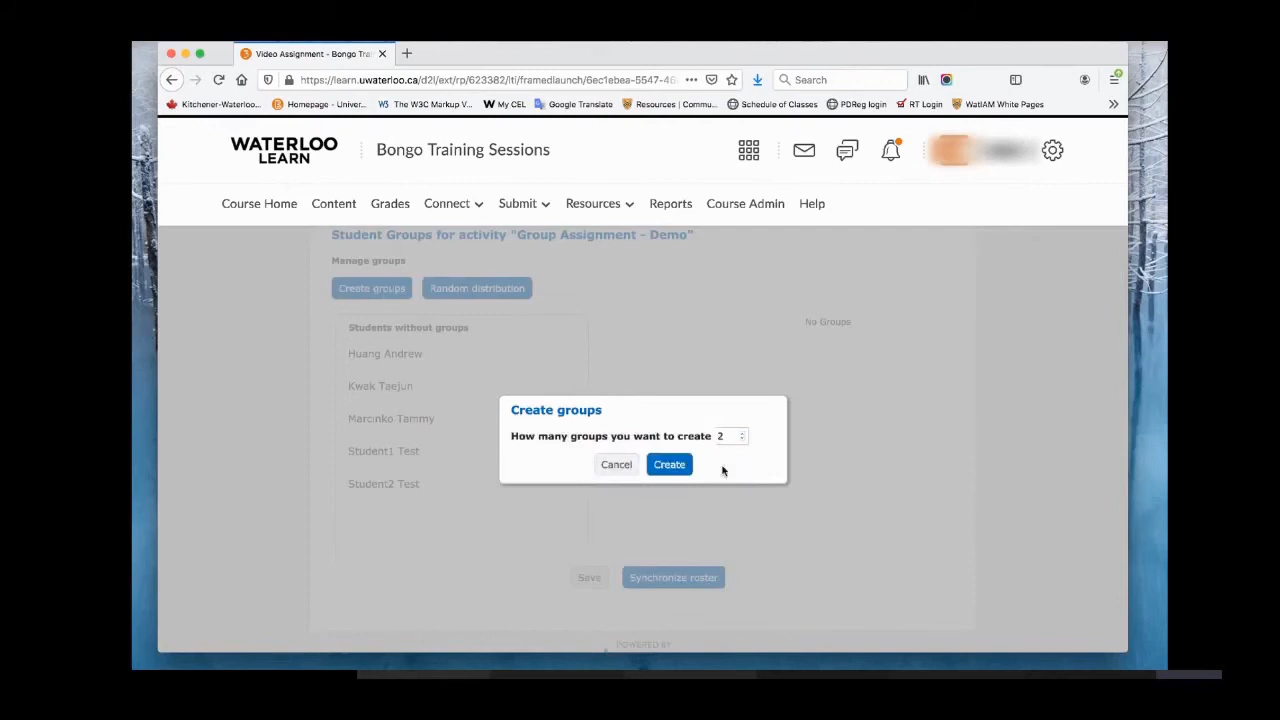 Video Assignment - Bongo Trai
https://learn.uwaterloo.ca/d2l/ext/rp/623382/lti/framedlaunch/6ec1ebea-5547-46
Search
Kitchener-Waterloo...
Homepage - Univer...
The W3C Markup V...
My CEL
Google Translate
Resources | Commu...
Schedule of Classes
PDReg login
RT Login
WatIAM White Pages
WATERLOO
LEARN
Bongo Training Sessions
Course Home
Content
Grades
Connect
Submit
Resources
Reports
Course Admin
Help
Student Groups for activity "Group Assignment - Demo"
Manage groups
Create groups
Random distribution
Students without groups
No Groups
Huang Andrew
Kwak Taejun
Marcinko Tammy
Student1 Test
Student2 Test
Create groups
How many groups you want to create 2
Cancel
Create
Save
Synchronize roster
POWERED BY